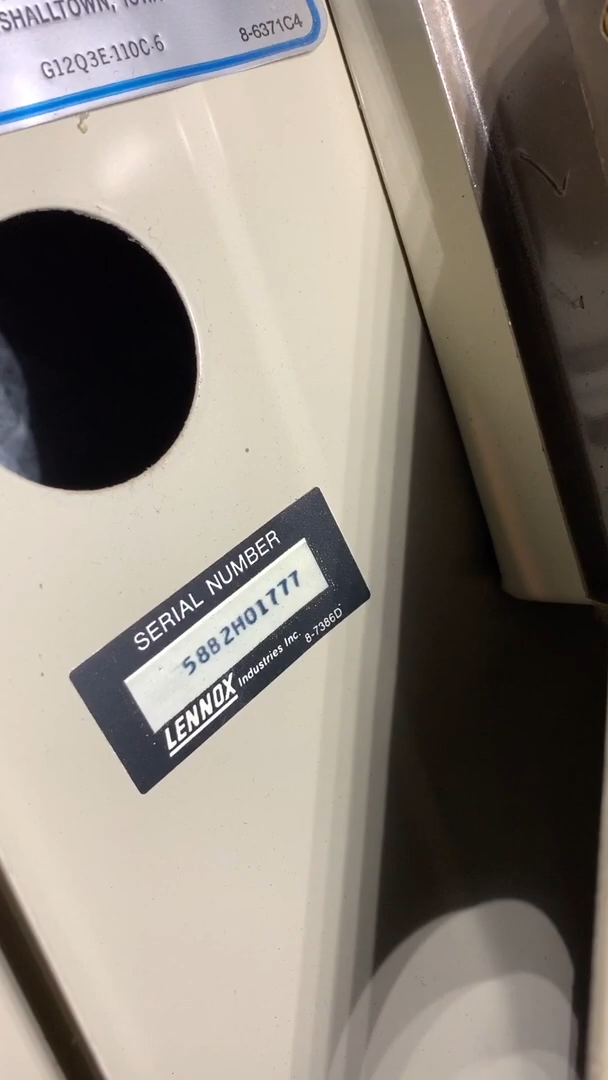 SHALLTOWN,
G12Q3E-110C-6 8-6371C4
SERIAL NUMBER
5882H01777
LENNOX Industries Inc. 8-7386D